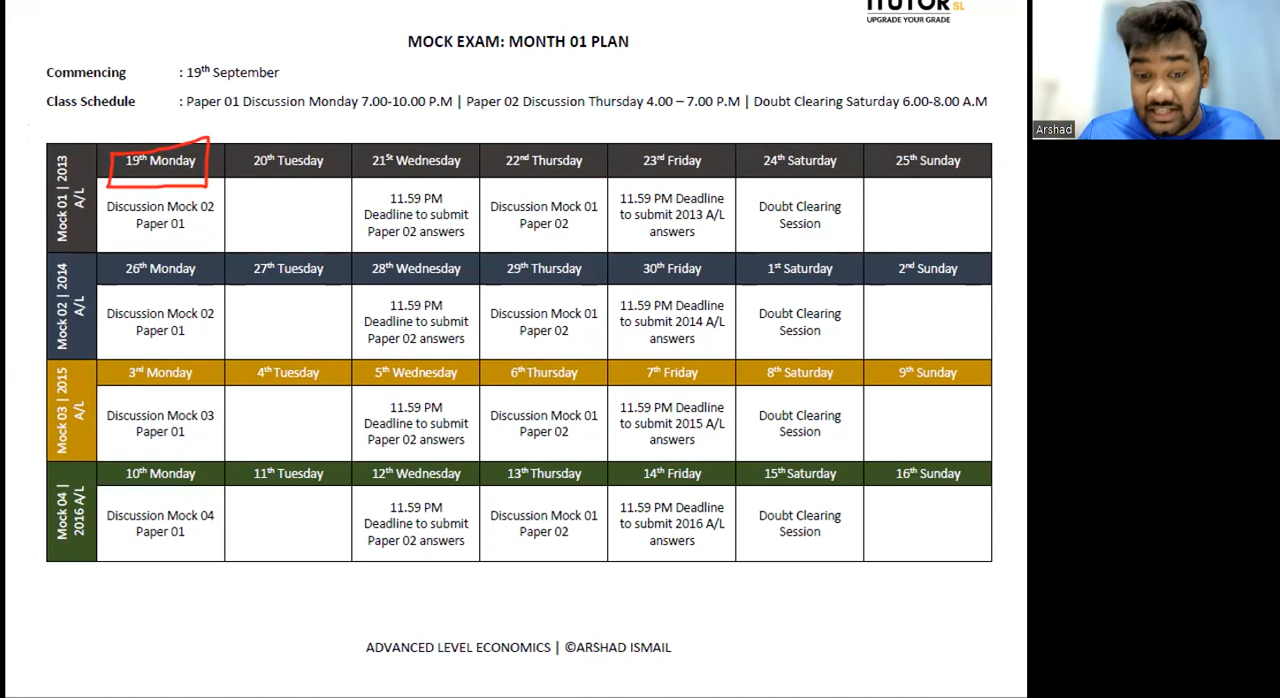 ITUTOR SL
UPGRADE YOUR GRADE
MOCK EXAM: MONTH 01 PLAN
Commencing : 19th September
Class Schedule : Paper 01 Discussion Monday 7.00-10.00 P.M | Paper 02 Discussion Thursday 4.00 – 7.00 P.M | Doubt Clearing Saturday 6.00-8.00 A.M
Arshad
Mock 01 | 2013
A/L
19th Monday 20th Tuesday 21St Wednesday 22nd Thursday 23rd Friday 24th Saturday 25th Sunday
Discussion Mock 02
Paper 01
11.59 PM
Deadline to submit
Paper 02 answers
Discussion Mock 01
Paper 02
11.59 PM Deadline
to submit 2013 A/L
answers
Doubt Clearing
Session
Mock 02 | 2014
A/L
26th Monday 27th Tuesday 28th Wednesday 29th Thursday 30th Friday 1st Saturday 2nd Sunday
Discussion Mock 02
Paper 01
11.59 PM
Deadline to submit
Paper 02 answers
Discussion Mock 01
Paper 02
11.59 PM Deadline
to submit 2014 A/L
answers
Doubt Clearing
Session
Mock 03 | 2015
A/L
3rd Monday 4th Tuesday 5th Wednesday 6th Thursday 7th Friday 8th Saturday 9th Sunday
Discussion Mock 03
Paper 01
11.59 PM
Deadline to submit
Paper 02 answers
Discussion Mock 01
Paper 02
11.59 PM Deadline
to submit 2015 A/L
answers
Doubt Clearing
Session
Mock 04 |
2016 A/L
10th Monday 11th Tuesday 12th Wednesday 13th Thursday 14th Friday 15th Saturday 16th Sunday
Discussion Mock 04
Paper 01
11.59 PM
Deadline to submit
Paper 02 answers
Discussion Mock 01
Paper 02
11.59 PM Deadline
to submit 2016 A/L
answers
Doubt Clearing
Session
ADVANCED LEVEL ECONOMICS | ©ARSHAD ISMAIL